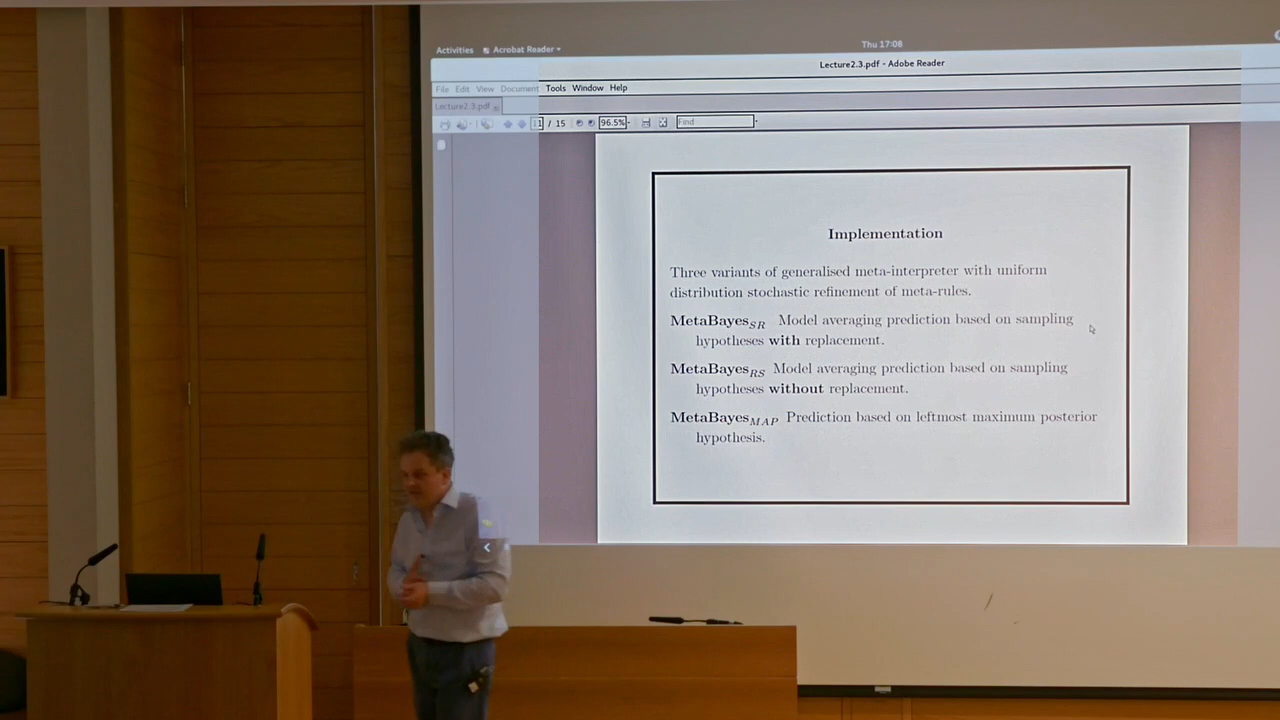 Activities Acrobat Reader
Thu 17:08
Lecture2.3.pdf - Adobe Reader
File Edit View Document Tools Window Help
Lecture2.3.pdf
11 / 15 96.5% Find
Implementation
Three variants of generalised meta-interpreter with uniform
distribution stochastic refinement of meta-rules.
MetaBayesSR Model averaging prediction based on sampling
hypotheses with replacement.
MetaBayesRS Model averaging prediction based on sampling
hypotheses without replacement.
MetaBayesMAP Prediction based on leftmost maximum posterior
hypothesis.